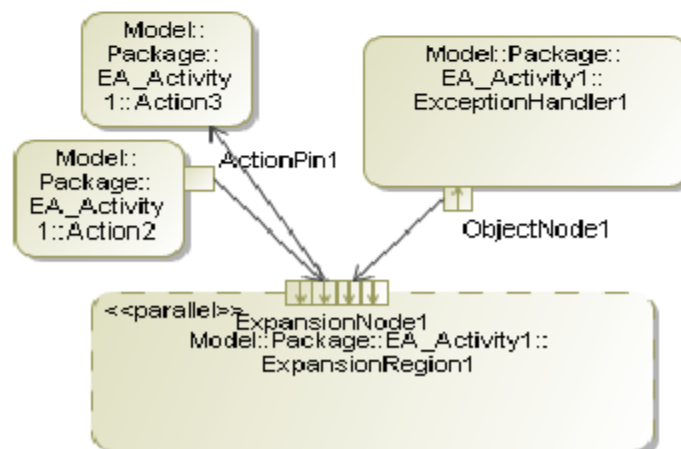 Model::
Package::
EA_Activity
1::Action3
Model::Package::
EA_Activity1::
ExceptionHandler1
Model::
Package::
EA_Activity
1::Action2
ActionPin1
ObjectNode1
<<parallel>>
ExpansionNode1
Model::Package::EA_Activity1::
ExpansionRegion1